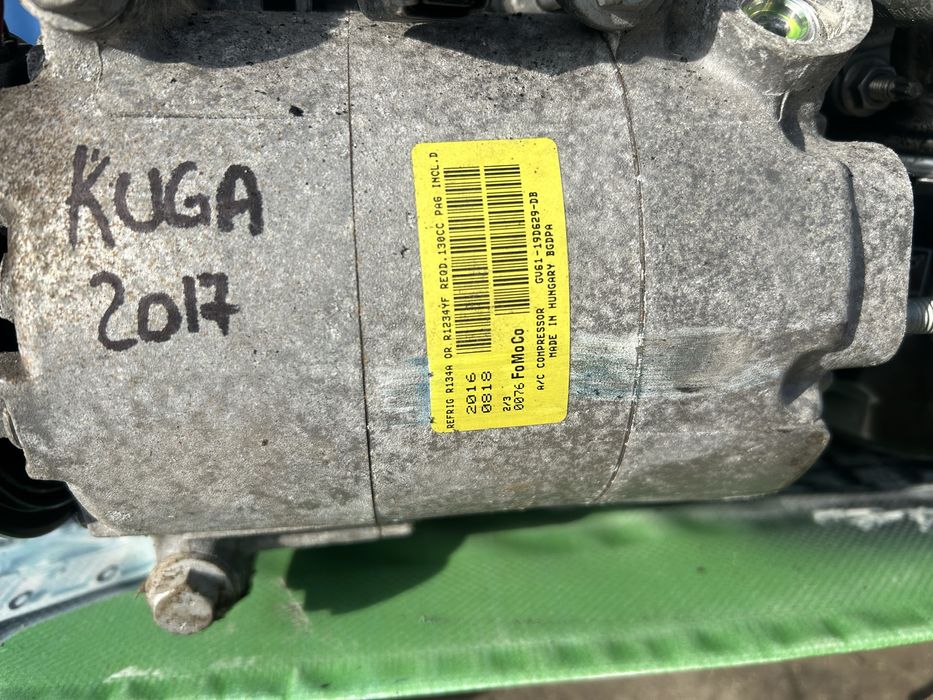 KUGA
2017
REFRIG R134A OR R1234YF REQD.130CC PAG INCL.D
2016
0818
2/3
0076 FoMoCo
A/C COMPRESSOR GV61-19D629-DB
MADE IN HUNGARY BGDPA